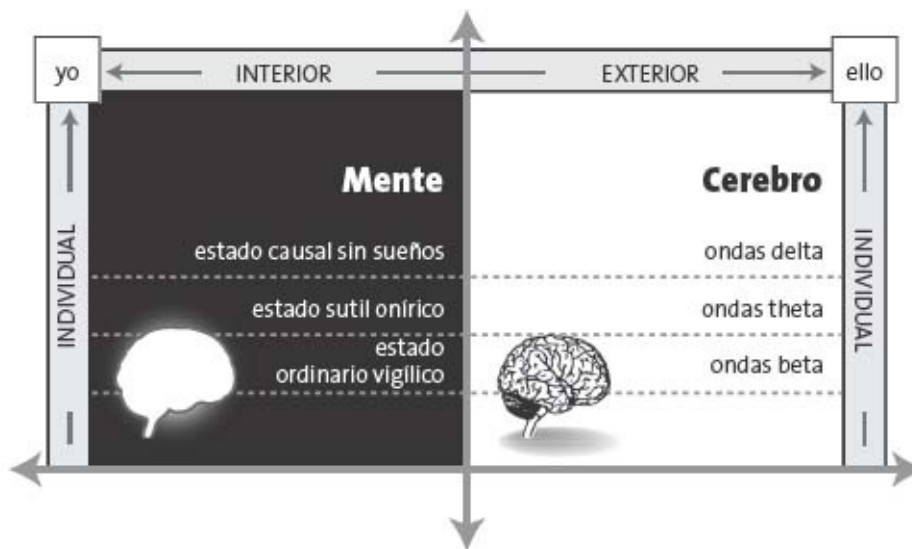 yo
INTERIOR
EXTERIOR
ello
INDIVIDUAL
INDIVIDUAL
Mente
Cerebro
estado causal sin sueños
ondas delta
estado sutil onírico
ondas theta
estado
ordinario vigílico
ondas beta